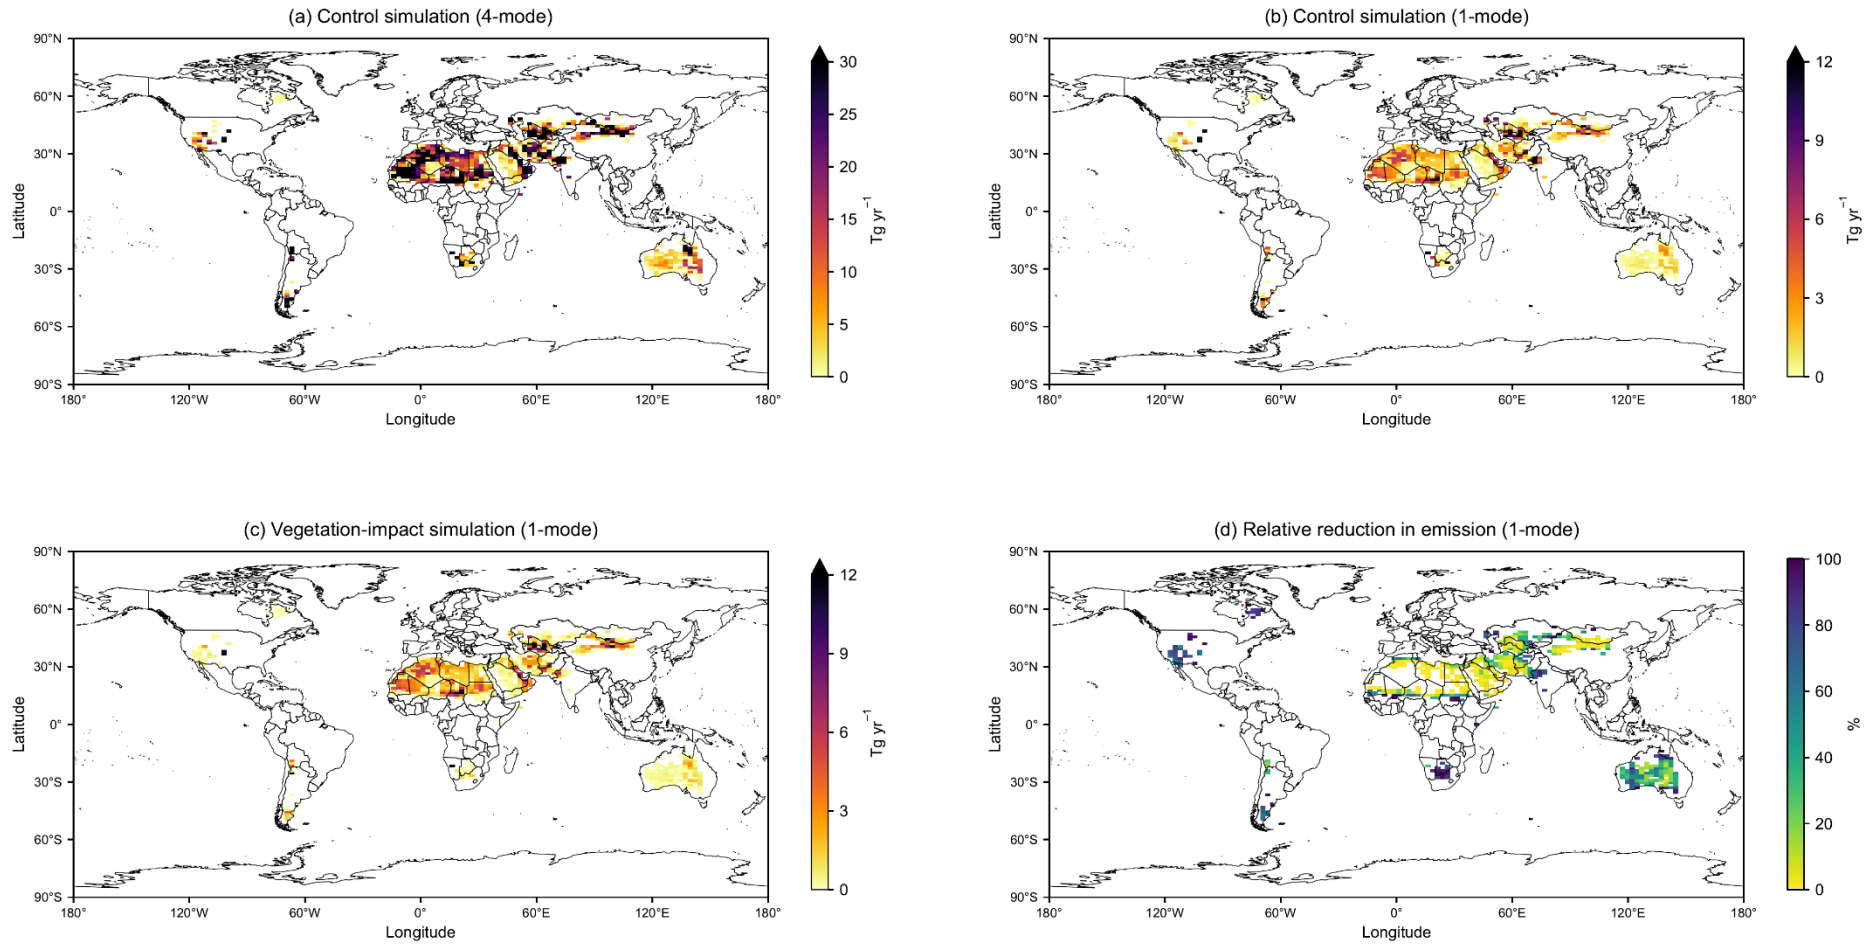 (a) Control simulation (4-mode)
90°N
60°N
30°N
0°
30°S
60°S
90°S
Latitude
180°
120°W
60°W
0°
60°E
120°E
180°
Longitude
30
25
20
15
10
5
0
Tg yr⁻¹
(b) Control simulation (1-mode)
90°N
60°N
30°N
0°
30°S
60°S
90°S
Latitude
180°
120°W
60°W
0°
60°E
120°E
180°
Longitude
12
9
6
3
0
Tg yr⁻¹
(c) Vegetation-impact simulation (1-mode)
90°N
60°N
30°N
0°
30°S
60°S
90°S
Latitude
180°
120°W
60°W
0°
60°E
120°E
180°
Longitude
12
9
6
3
0
Tg yr⁻¹
(d) Relative reduction in emission (1-mode)
90°N
60°N
30°N
0°
30°S
60°S
90°S
Latitude
180°
120°W
60°W
0°
60°E
120°E
180°
Longitude
100
80
60
40
20
0
%